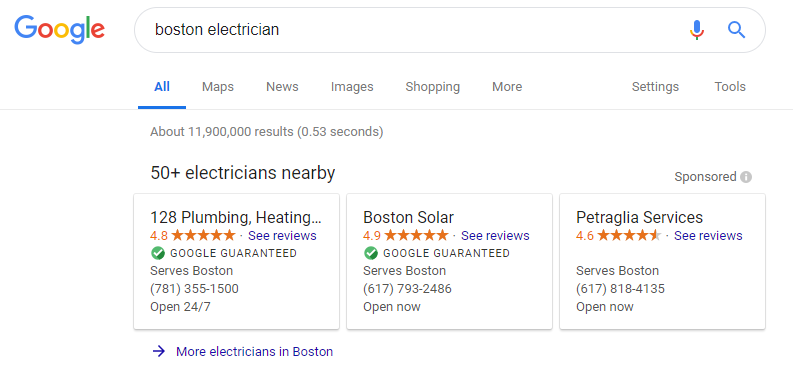 Google
boston electrician
All Maps News Images Shopping More Settings Tools
About 11,900,000 results (0.53 seconds)
50+ electricians nearby
Sponsored
128 Plumbing, Heating...
4.8 · See reviews
GOOGLE GUARANTEED
Serves Boston
(781) 355-1500
Open 24/7
Boston Solar
4.9 · See reviews
GOOGLE GUARANTEED
Serves Boston
(617) 793-2486
Open now
Petraglia Services
4.6 · See reviews
Serves Boston
(617) 818-4135
Open now
More electricians in Boston